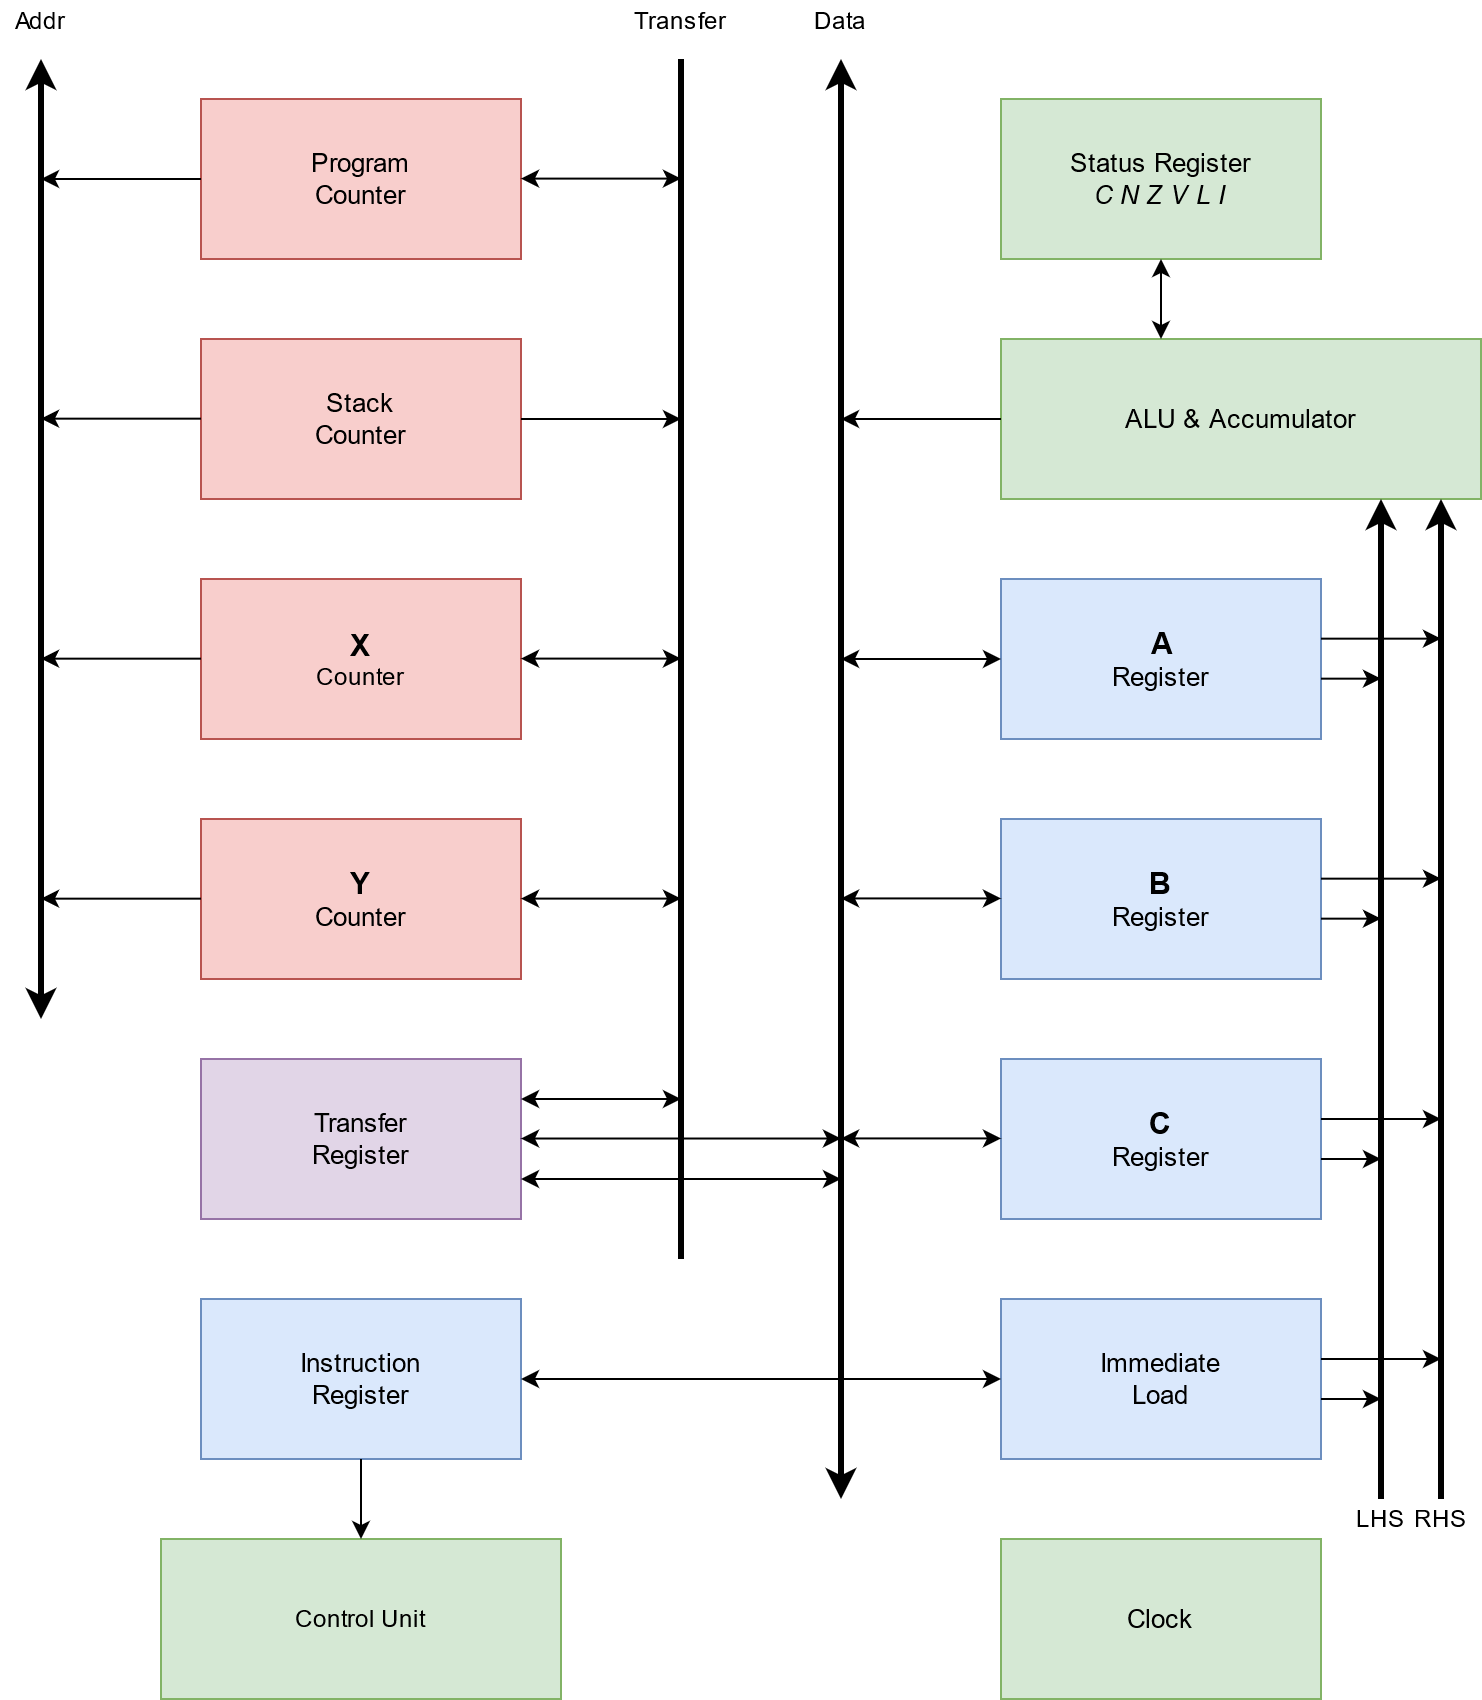 Addr
Transfer
Data
Program
Counter
Status Register
C N Z V L I
Stack
Counter
ALU & Accumulator
X
Counter
A
Register
Y
Counter
B
Register
Transfer
Register
C
Register
Instruction
Register
Immediate
Load
LHS
RHS
Control Unit
Clock